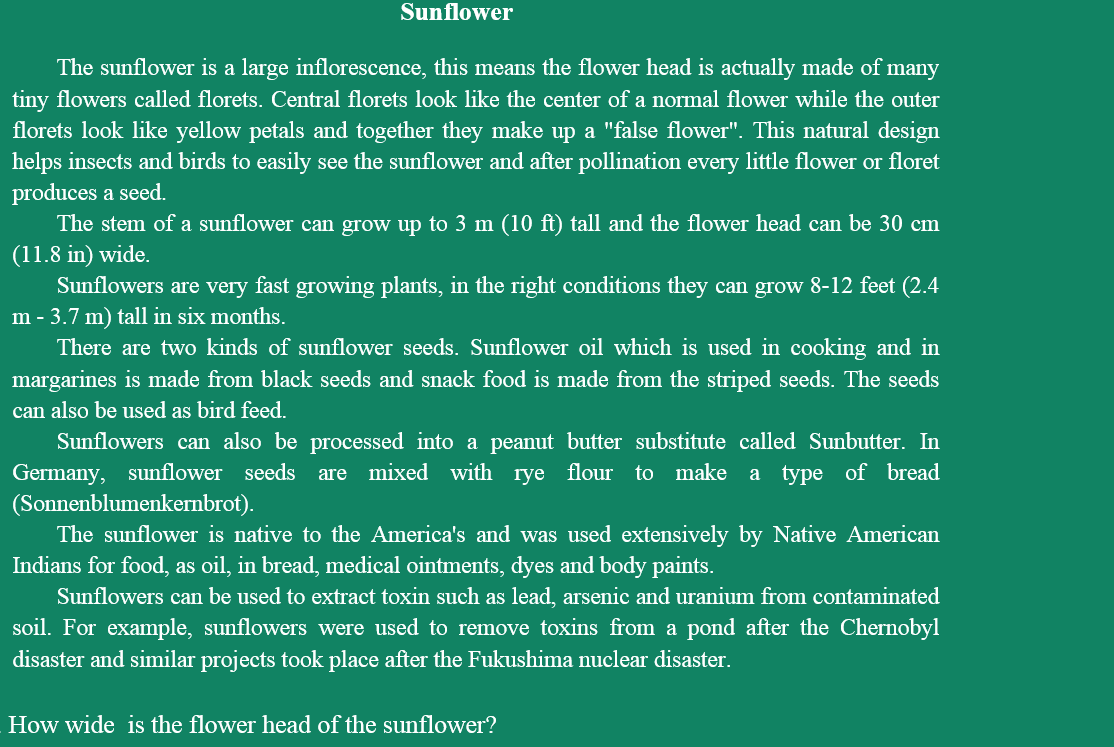 Sunflower
The sunflower is a large inflorescence, this means the flower head is actually made of many
tiny flowers called florets. Central florets look like the center of a normal flower while the outer
florets look like yellow petals and together they make up a "false flower". This natural design
helps insects and birds to easily see the sunflower and after pollination every little flower or floret
produces a seed.
The stem of a sunflower can grow up to 3 m (10 ft) tall and the flower head can be 30 cm
(11.8 in) wide.
Sunflowers are very fast growing plants, in the right conditions they can grow 8-12 feet (2.4
m - 3.7 m) tall in six months.
There are two kinds of sunflower seeds. Sunflower oil which is used in cooking and in
margarines is made from black seeds and snack food is made from the striped seeds. The seeds
can also be used as bird feed.
Sunflowers can also be processed into a peanut butter substitute called Sunbutter. In
Germany, sunflower seeds are mixed with rye flour to make a type of bread
(Sonnenblumenkernbrot).
The sunflower is native to the America's and was used extensively by Native American
Indians for food, as oil, in bread, medical ointments, dyes and body paints.
Sunflowers can be used to extract toxin such as lead, arsenic and uranium from contaminated
soil. For example, sunflowers were used to remove toxins from a pond after the Chernobyl
disaster and similar projects took place after the Fukushima nuclear disaster.
. How wide is the flower head of the sunflower?